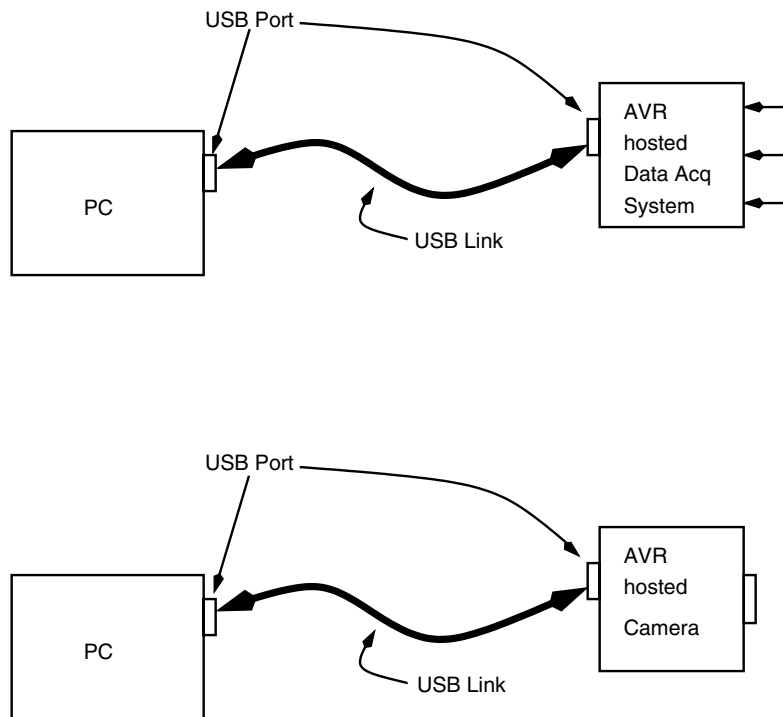 USB Port
AVR
hosted
Data Acq
System
PC
USB Link
USB Port
AVR
hosted
Camera
PC
USB Link